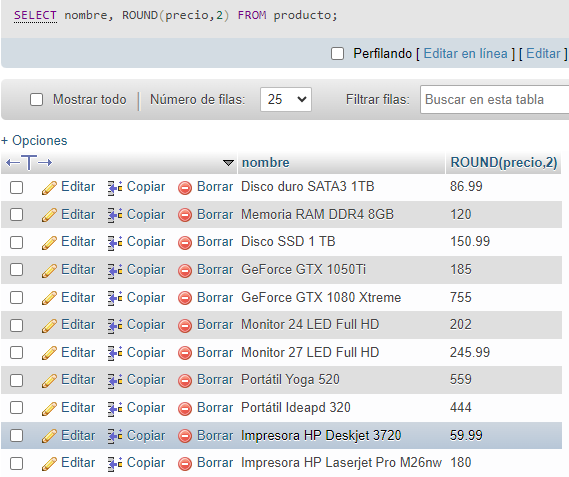 SELECT nombre, ROUND(precio,2) FROM producto;
Perfilando [ Editar en línea ] [ Editar ]
Mostrar todo Número de filas: 25 Filtrar filas: Buscar en esta tabla
+ Opciones
nombre ROUND(precio,2)
Editar Copiar Borrar Disco duro SATA3 1TB 86.99
Editar Copiar Borrar Memoria RAM DDR4 8GB 120
Editar Copiar Borrar Disco SSD 1 TB 150.99
Editar Copiar Borrar GeForce GTX 1050Ti 185
Editar Copiar Borrar GeForce GTX 1080 Xtreme 755
Editar Copiar Borrar Monitor 24 LED Full HD 202
Editar Copiar Borrar Monitor 27 LED Full HD 245.99
Editar Copiar Borrar Portátil Yoga 520 559
Editar Copiar Borrar Portátil Ideapd 320 444
Editar Copiar Borrar Impresora HP Deskjet 3720 59.99
Editar Copiar Borrar Impresora HP Laserjet Pro M26nw 180